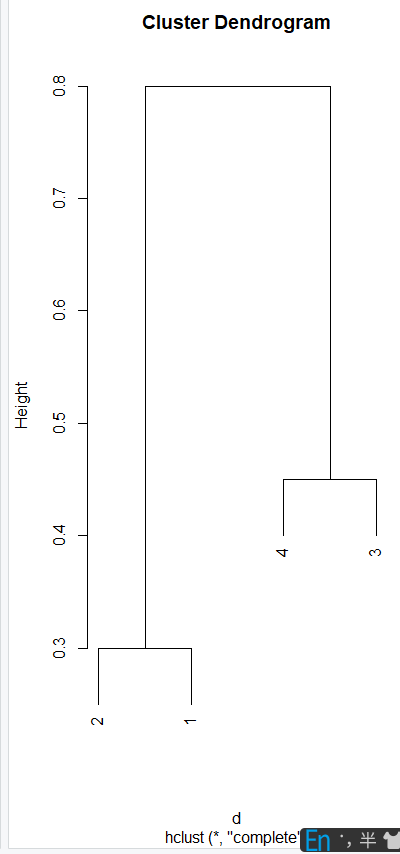 Cluster Dendrogram
0.8
0.7
0.6
0.5
0.4
0.3
Height
4
3
2
1
d
hclust (*, "complete"
En
·, 半